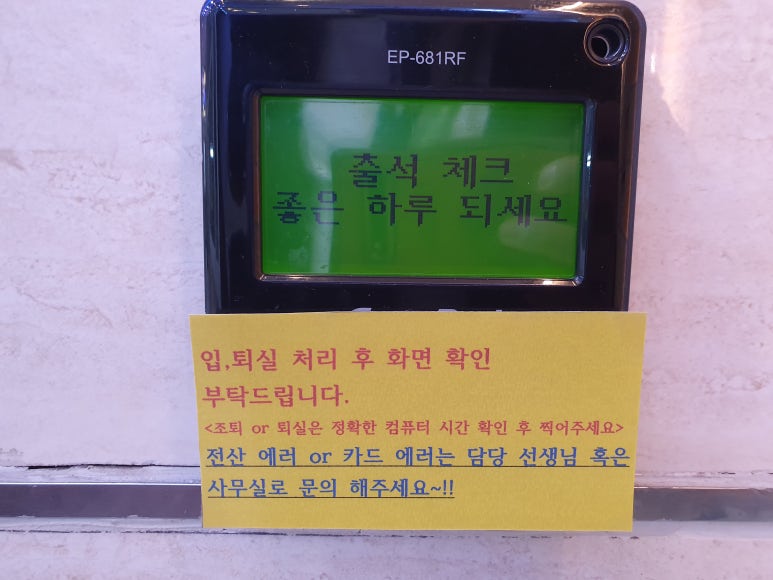 EP-681RF
출석 체크
좋은 하루 되세요
입,퇴실 처리 후 화면 확인
부탁드립니다.
<조퇴 or 퇴실은 정확한 컴퓨터 시간 확인 후 찍어주세요>
전산 에러 or 카드 에러는 담당 선생님 혹은
사무실로 문의 해주세요~!!